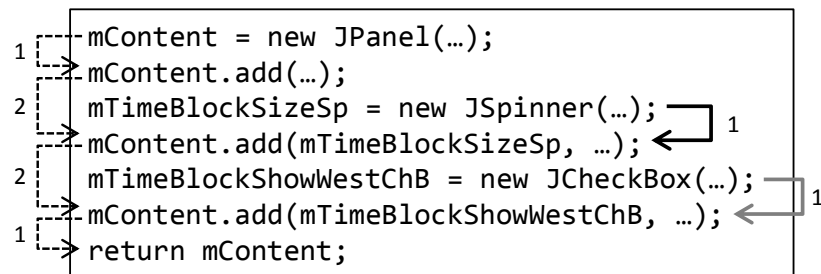 1 mContent = new JPanel(…);
mContent.add(…);
2 mTimeBlockSizeSp = new JSpinner(…); 1
mContent.add(mTimeBlockSizeSp, …);
2 mTimeBlockShowWestChB = new JCheckBox(…); 1
mContent.add(mTimeBlockShowWestChB, …);
1 return mContent;